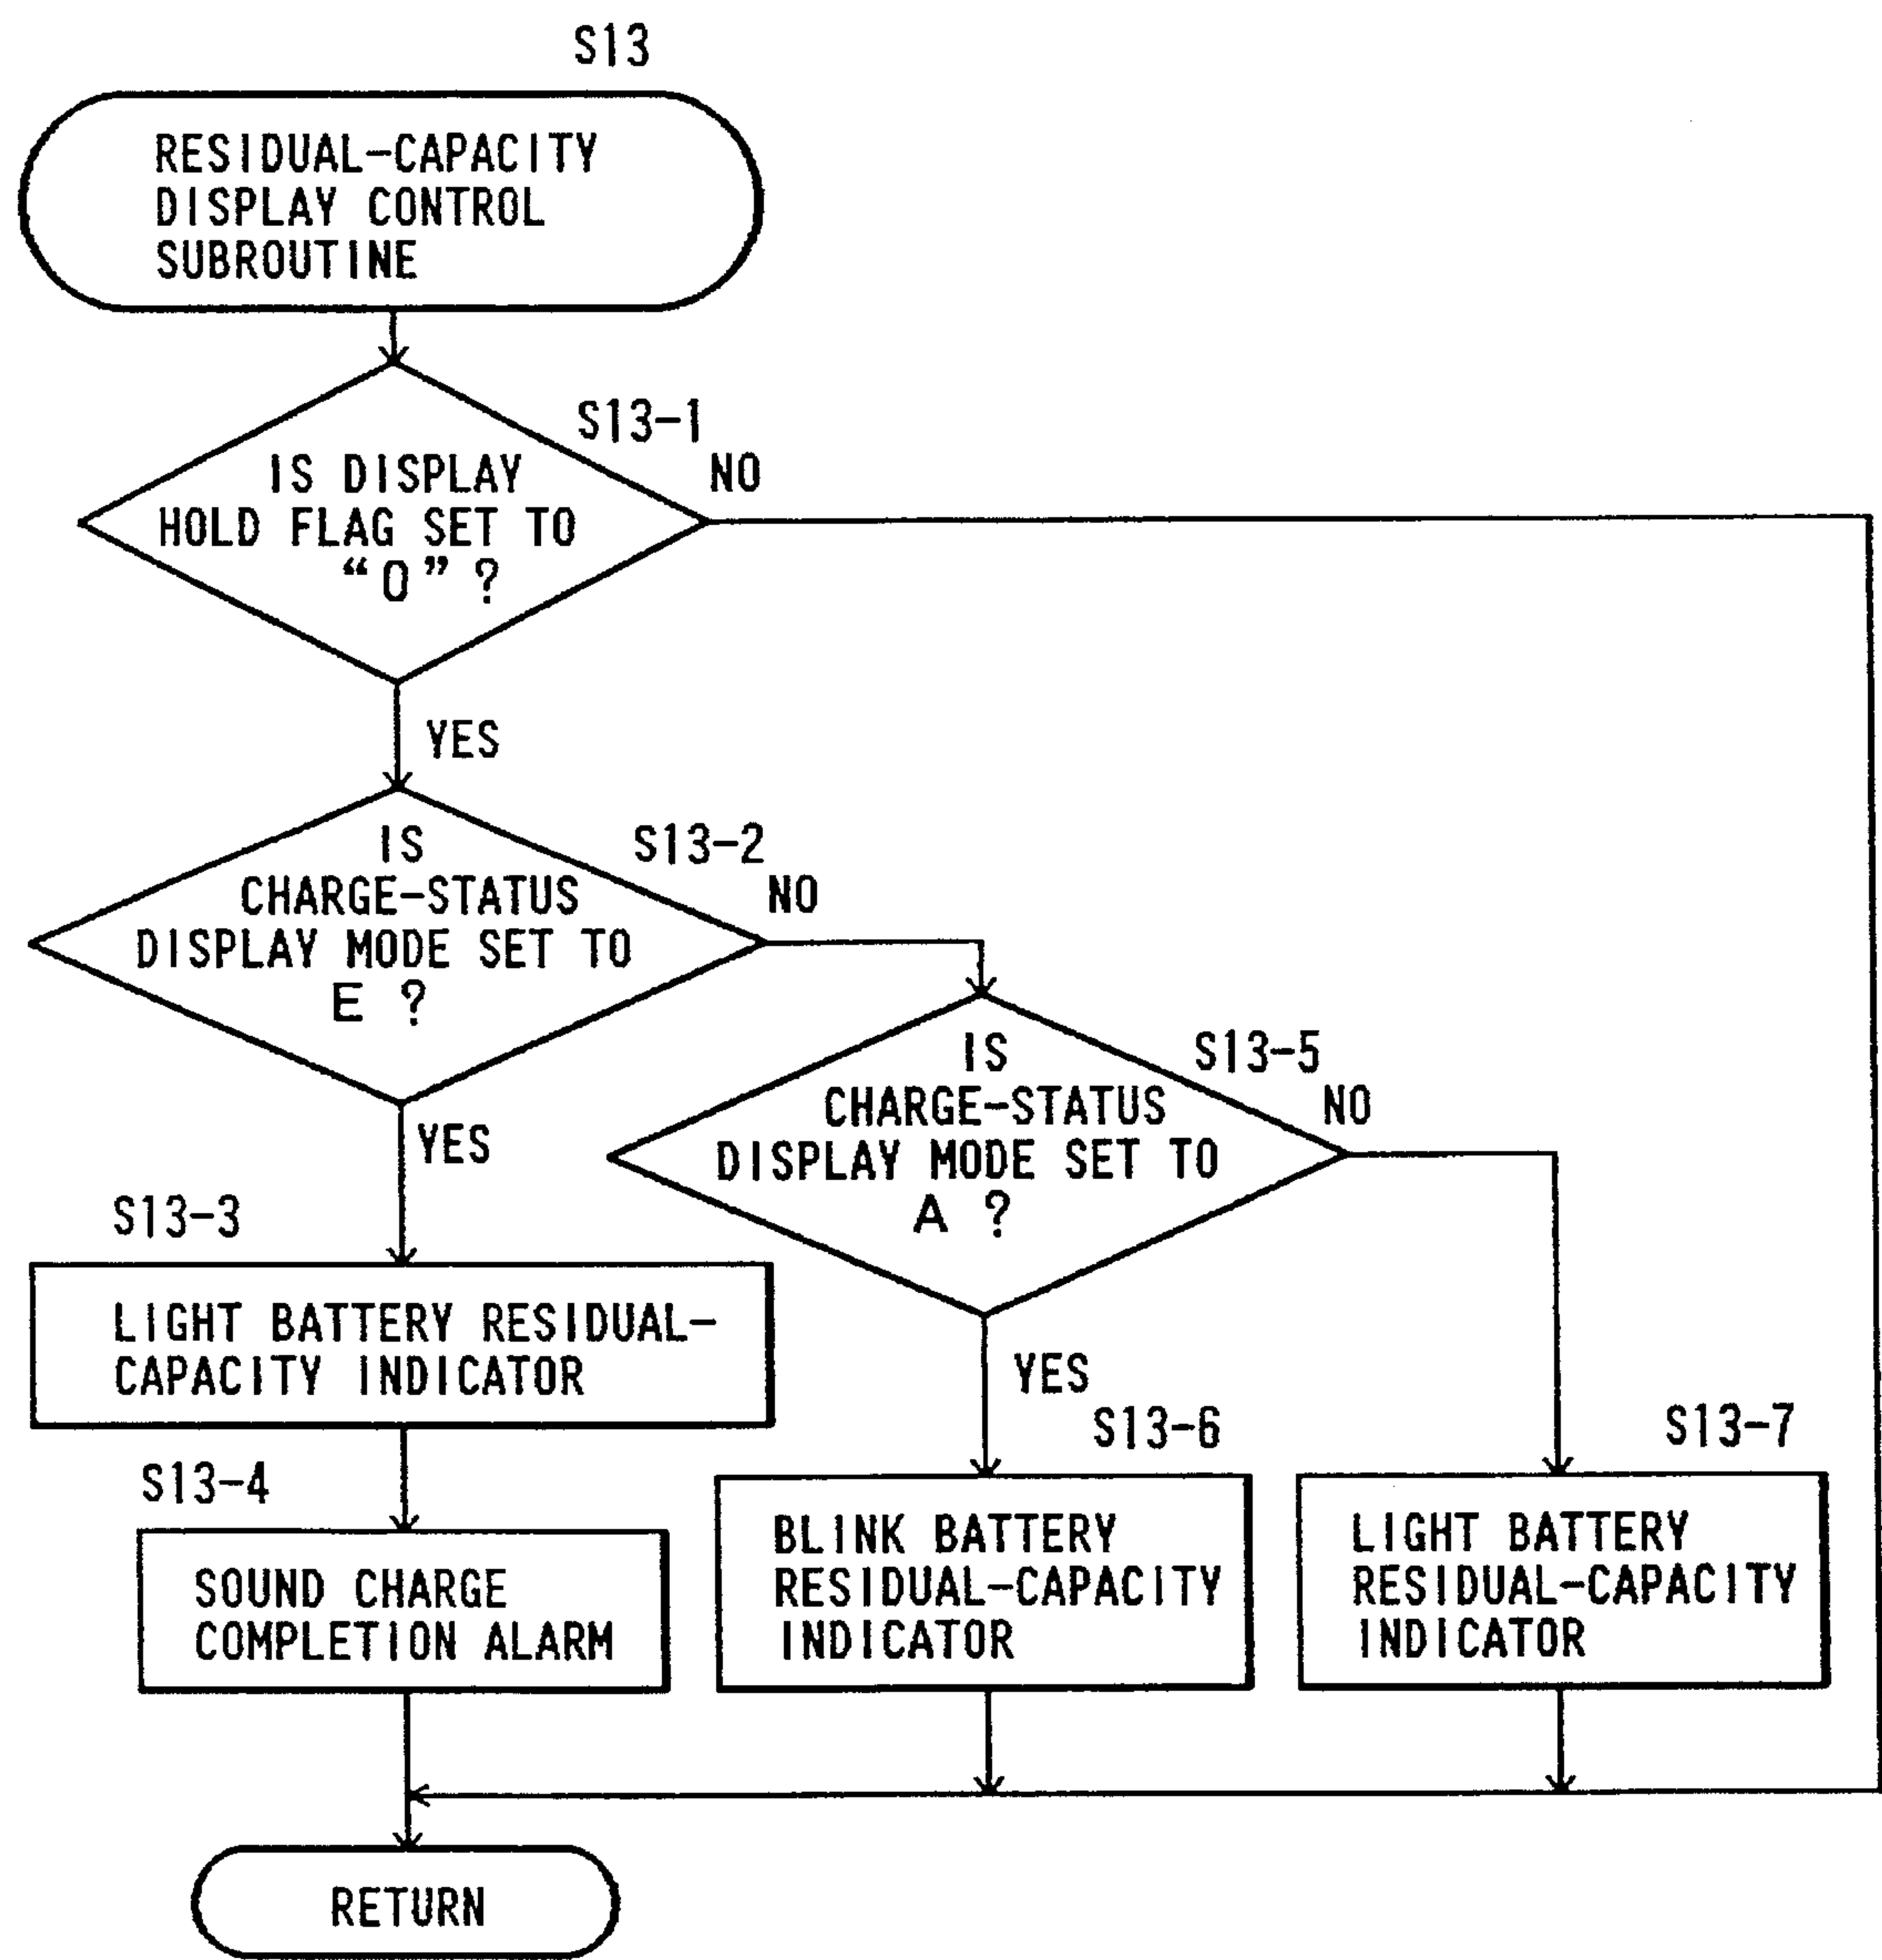 S13
RESIDUAL-CAPACITY
DISPLAY CONTROL
SUBROUTINE
S13-1
IS DISPLAY
HOLD FLAG SET TO
“0” ?
NO
YES
S13-2
IS
CHARGE-STATUS
DISPLAY MODE SET TO
E ?
NO
YES
S13-5
IS
CHARGE-STATUS
DISPLAY MODE SET TO
A ?
NO
YES
S13-3
LIGHT BATTERY RESIDUAL-
CAPACITY INDICATOR
S13-4
SOUND CHARGE
COMPLETION ALARM
S13-6
BLINK BATTERY
RESIDUAL-CAPACITY
INDICATOR
S13-7
LIGHT BATTERY
RESIDUAL-CAPACITY
INDICATOR
RETURN